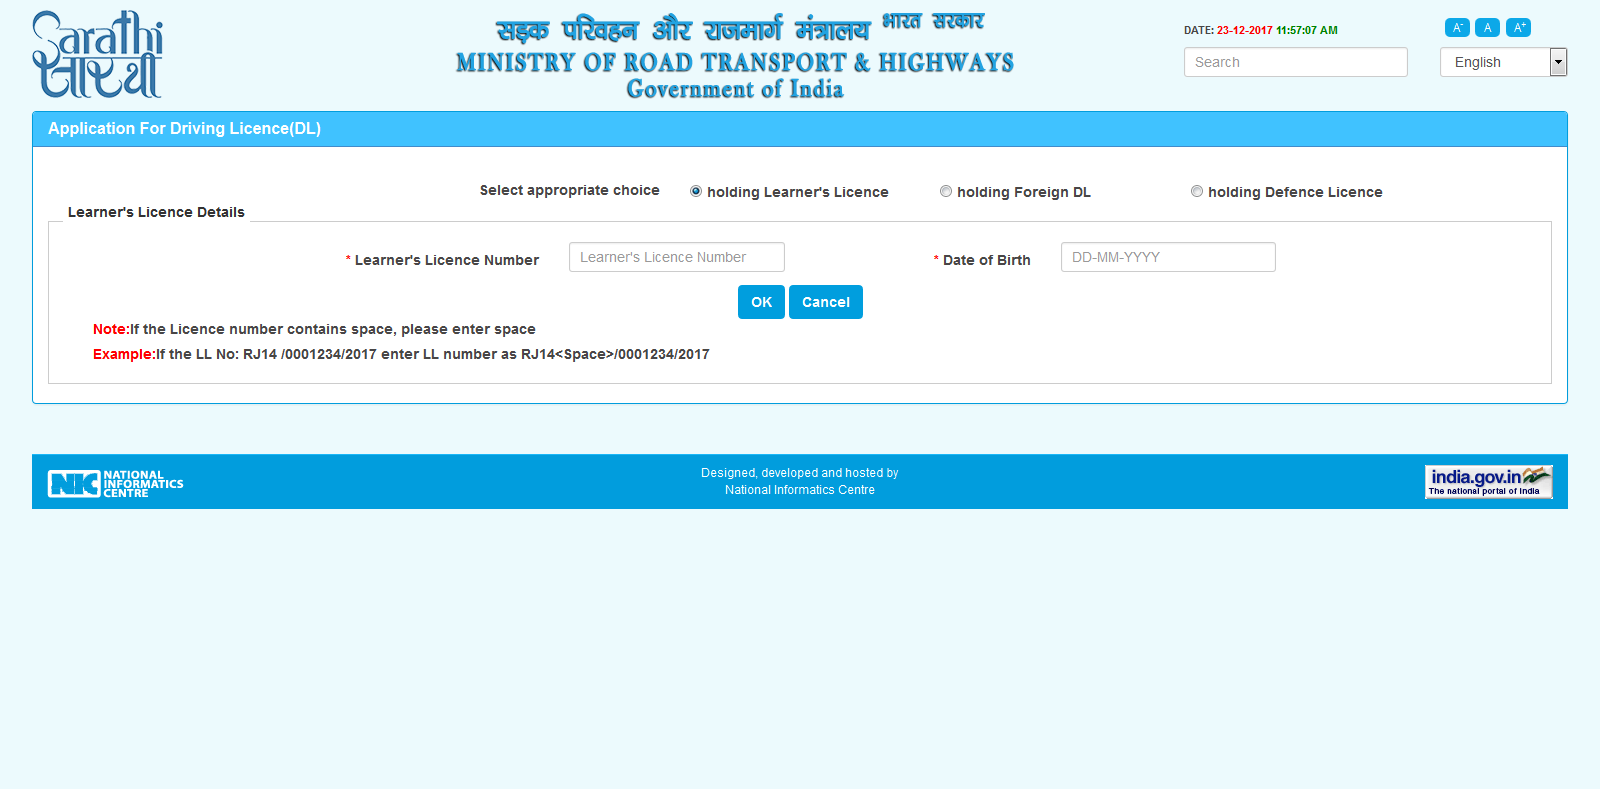 Sarathi
सारथी
सड़क परिवहन और राजमार्ग मंत्रालय भारत सरकार
MINISTRY OF ROAD TRANSPORT & HIGHWAYS
Government of India
DATE: 23-12-2017 11:57:07 AM
A- A A+
Search
English
Application For Driving Licence(DL)
Select appropriate choice holding Learner's Licence holding Foreign DL holding Defence Licence
Learner's Licence Details
* Learner's Licence Number Learner's Licence Number * Date of Birth DD-MM-YYYY
OK Cancel
Note:If the Licence number contains space, please enter space
Example:If the LL No: RJ14 /0001234/2017 enter LL number as RJ14<Space>/0001234/2017
NIC NATIONAL
INFORMATICS
CENTRE
Designed, developed and hosted by
National Informatics Centre
india.gov.in
The national portal of India